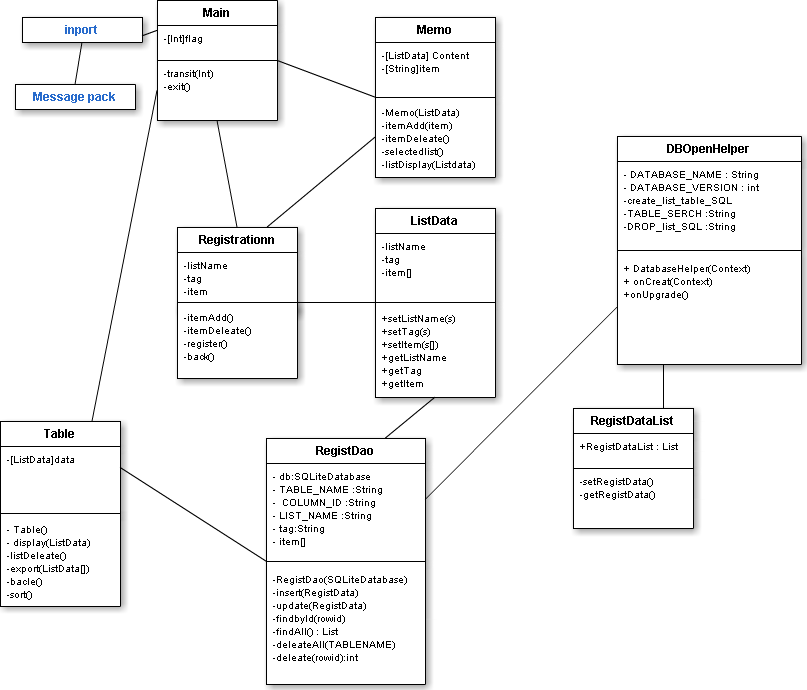 inport
Message pack
Main
-[Int]flag
-transit(Int)
-exit()
Memo
-[ListData] Content
-[String]item
-Memo(ListData)
-itemAdd(item)
-itemDeleate()
-selectedlist()
-listDisplay(Listdata)
DBOpenHelper
- DATABASE_NAME : String
- DATABASE_VERSION : int
-create_list_table_SQL
-TABLE_SERCH :String
-DROP_list_SQL :String
+ DatabaseHelper(Context)
+ onCreat(Context)
+onUpgrade()
Registrationn
-listName
-tag
-item
-itemAdd()
-itemDeleate()
-register()
-back()
ListData
-listName
-tag
-item[]
+setListName(s)
+setTag(s)
+setItem(s[])
+getListName
+getTag
+getItem
Table
-[ListData]data
- Table()
- display(ListData)
-listDeleate()
-export(ListData[])
-bacle()
-sort()
RegistDao
- db:SQLiteDatabase
- TABLE_NAME :String
- COLUMN_ID :String
- LIST_NAME :String
- tag:String
- item[]
-RegistDao(SQLiteDatabase)
-insert(RegistData)
-update(RegistData)
-findbyId(rowid)
-findAll() : List
-deleateAll(TABLENAME)
-deleate(rowid):int
RegistDataList
+RegistDataList : List
-setRegistData()
-getRegistData()